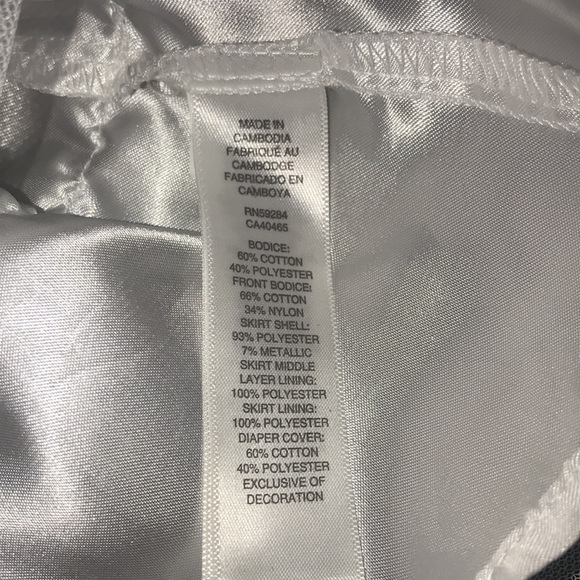 MADE IN
CAMBODIA
FABRIQUÉ AU
CAMBODGE
FABRICADO EN
CAMBOYA
RN59284
CA40465
BODICE:
60% COTTON
40% POLYESTER
FRONT BODICE:
66% COTTON
34% NYLON
SKIRT SHELL:
93% POLYESTER
7% METALLIC
SKIRT MIDDLE
LAYER LINING:
100% POLYESTER
SKIRT LINING:
100% POLYESTER
DIAPER COVER:
60% COTTON
40% POLYESTER
EXCLUSIVE OF
DECORATION